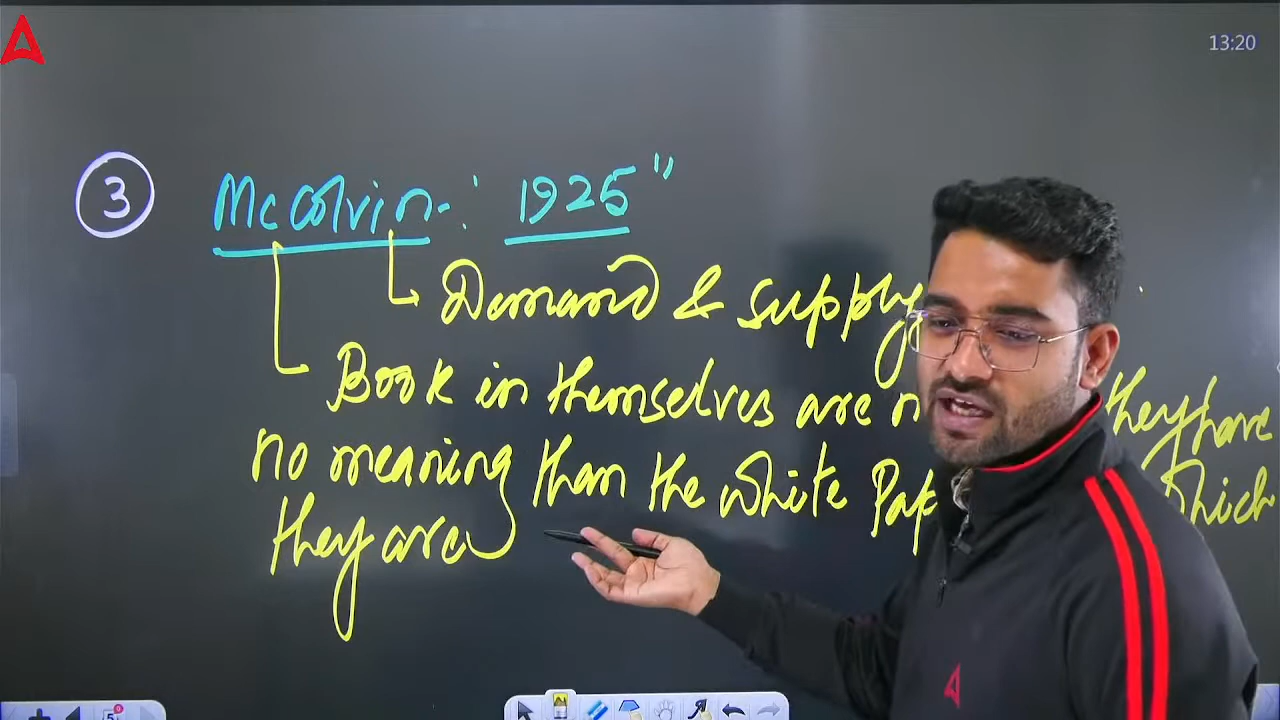 13:20
3 McColvin-: 1925"
Demand & supply
Book in themselves are n they have
no meaning than the white Pap which
they are